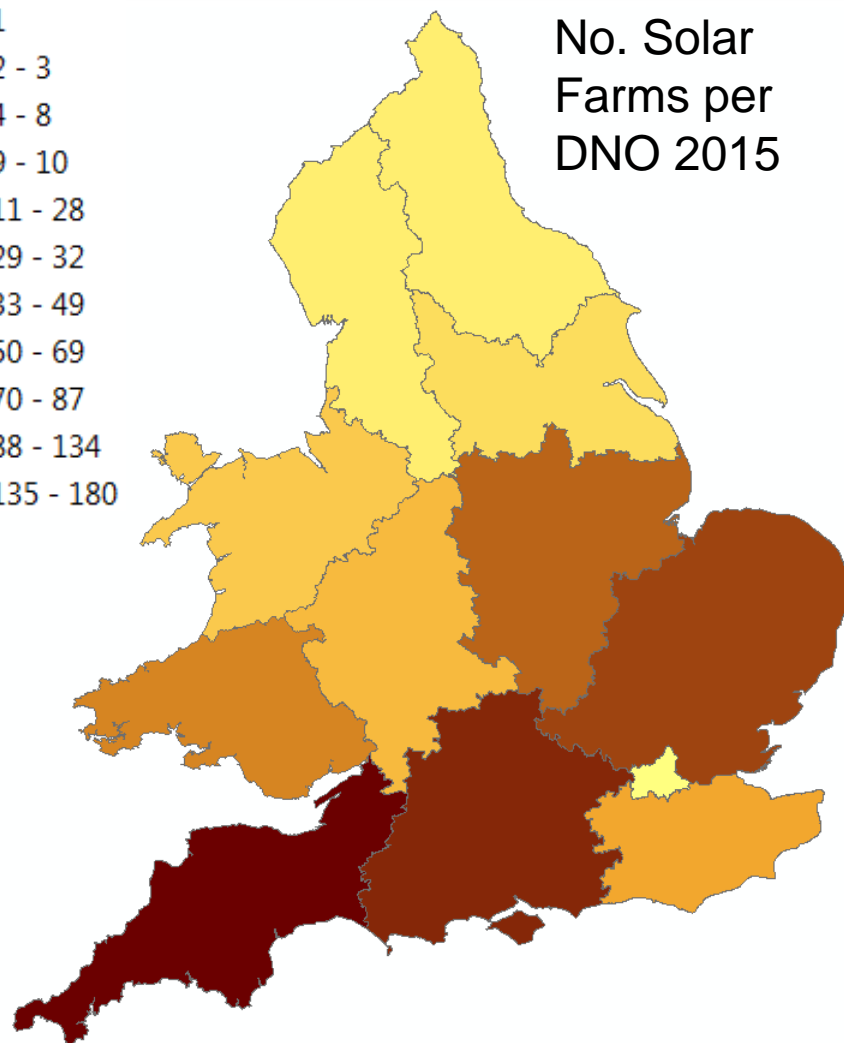 No. Solar
Farms per
DNO 2015
1
2 - 3
4 - 8
9 - 10
11 - 28
29 - 32
33 - 49
50 - 69
70 - 87
88 - 134
135 - 180